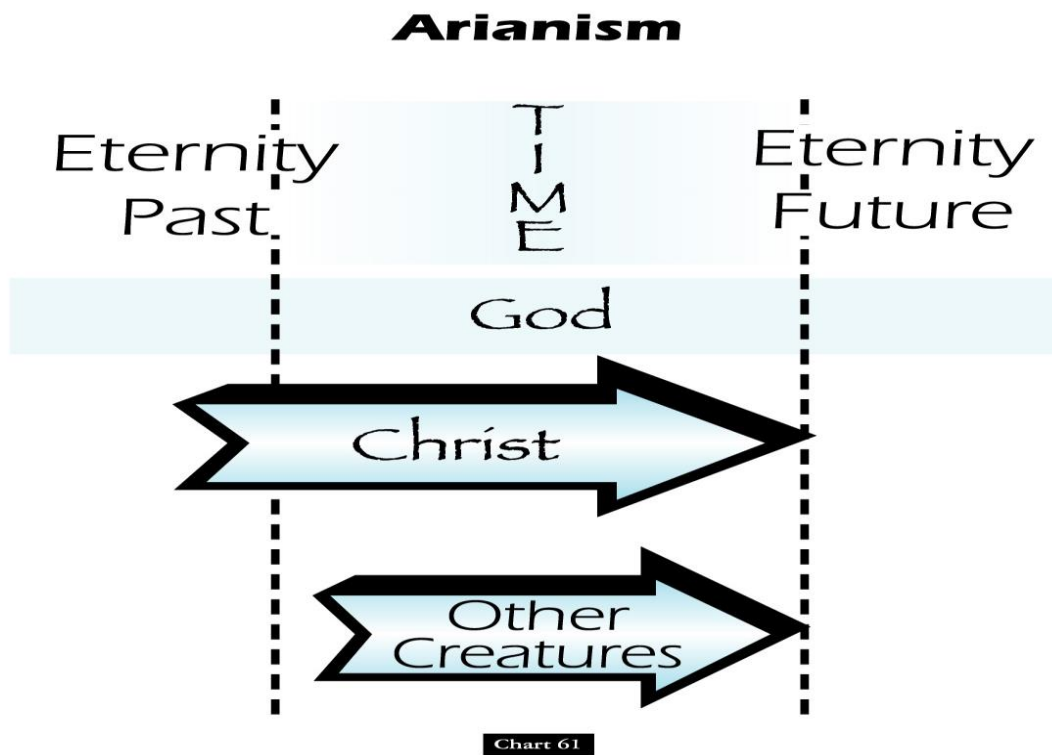 Arianism
Eternity
Past
T
I
M
E
Eternity
Future
God
Christ
Other
Creatures
Chart 61